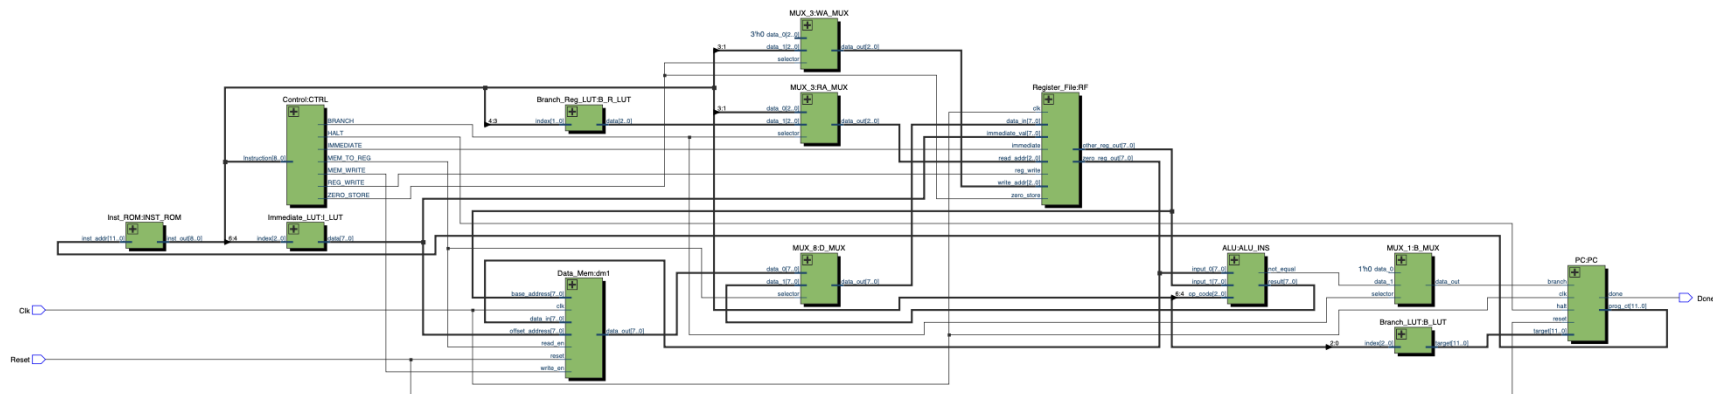 MUX_3:WA_MUX
3'h0 data_0[2..0]
3:1 data_1[2..0] data_out[2..0]
selector
Control:CTRL
BRANCH
HALT
IMMEDIATE
Instruction[8..0] MEM_TO_REG
MEM_WRITE
REG_WRITE
ZERO_STORE
Branch_Reg_LUT:B_R_LUT
4:3 index[1..0] data[2..0]
MUX_3:RA_MUX
3:1 data_0[2..0]
data_1[2..0] data_out[2..0]
selector
Register_File:RF
clk
data_in[7..0]
immediate_val[7..0]
immediate other_reg_out[7..0]
read_addr[2..0] zero_reg_out[7..0]
reg_write
write_addr[2..0]
zero_store
Inst_ROM:INST_ROM
inst_addr[11..0] inst_out[8..0]
Immediate_LUT:I_LUT
6:4 index[2..0] data[7..0]
Data_Mem:dm1
base_address[7..0]
clk
data_in[7..0]
offset_address[7..0] data_out[7..0]
read_en
reset
write_en
MUX_8:D_MUX
data_0[7..0]
data_1[7..0] data_out[7..0]
selector
ALU:ALU_INS
input_0[7..0] not_equal
input_1[7..0] result[7..0]
6:4 op_code[2..0]
MUX_1:B_MUX
1'h0 data_0
data_1 data_out
selector
Branch_LUT:B_LUT
2:0 index[2..0] target[11..0]
PC:PC
branch
clk done
halt prog_ct[11..0]
reset
target[11..0]
Clk
Reset
Done